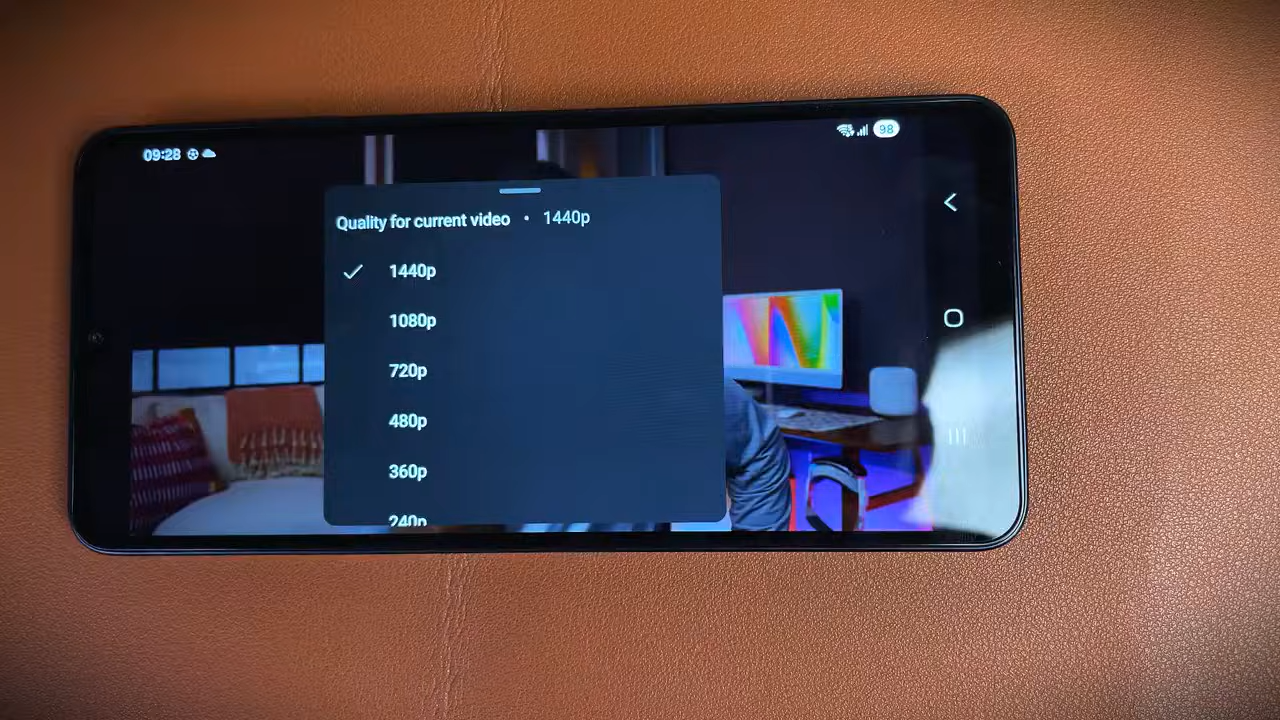 09:28
98
Quality for current video • 1440p
1440p
1080p
720p
480p
360p
240p